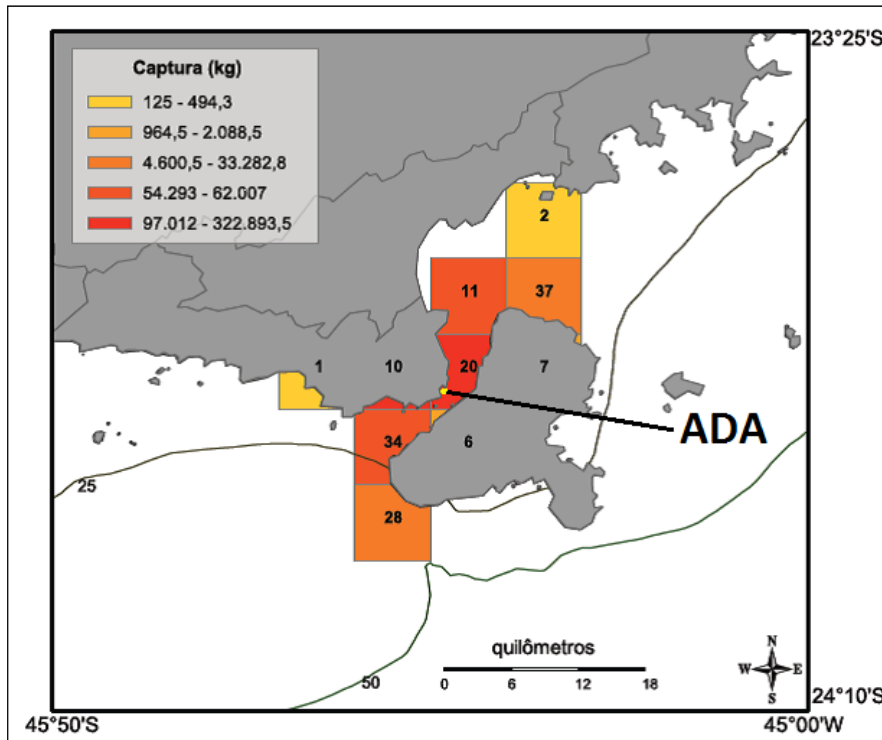 23°25'S
Captura (kg)
125 - 494,3
964,5 - 2.088,5
4.600,5 - 33.282,8
54.293 - 62.007
97.012 - 322.893,5
2
11
37
1
10
20
7
ADA
34
6
25
28
quilômetros
0 6 12 18
N
W E
S
50
24°10'S
45°50'S
45°00'W